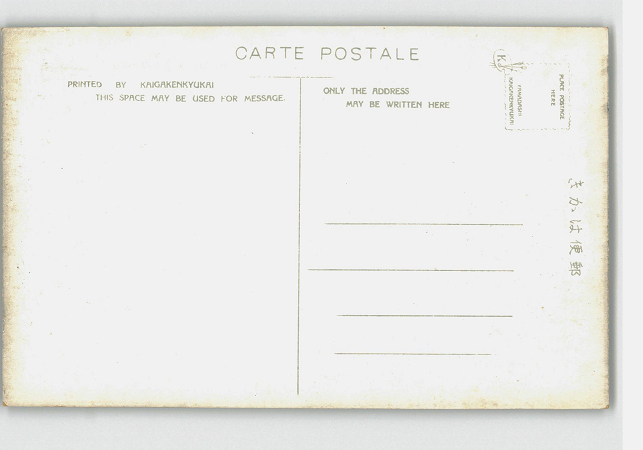 CARTE POSTALE
PRINTED BY KAIGAKENKYUKAI
THIS SPACE MAY BE USED FOR MESSAGE.
ONLY THE ADDRESS
MAY BE WRITTEN HERE
K
PLACE POSTAGE
HERE
KAIGAKENKYUKAI
きかは便郵